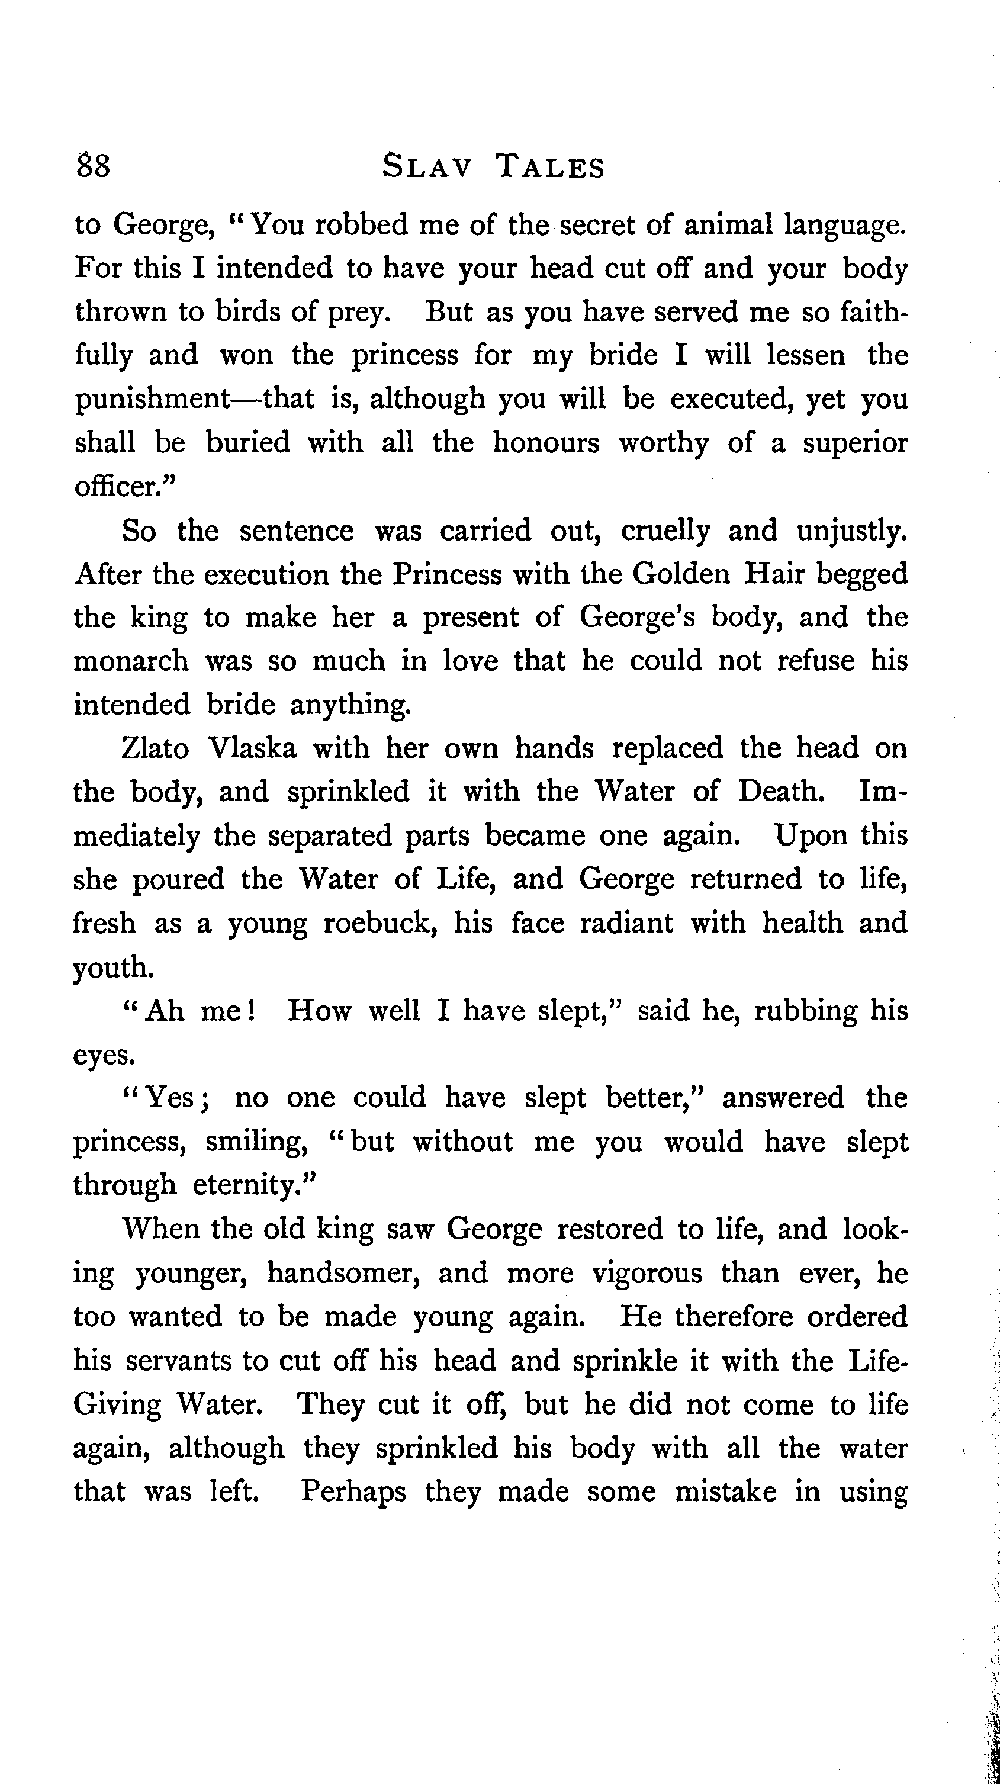 88 SLAV TALES
to George, "You robbed me of the secret of animal language.
For this I intended to have your head cut off and your body
thrown to birds of prey. But as you have served me so faith-
fully and won the princess for my bride I will lessen the
punishment—that is, although you will be executed, yet you
shall be buried with all the honours worthy of a superior
officer."
So the sentence was carried out, cruelly and unjustly.
After the execution the Princess with the Golden Hair begged
the king to make her a present of George's body, and the
monarch was so much in love that he could not refuse his
intended bride anything.
Zlato Vlaska with her own hands replaced the head on
the body, and sprinkled it with the Water of Death. Im-
mediately the separated parts became one again. Upon this
she poured the Water of Life, and George returned to life,
fresh as a young roebuck, his face radiant with health and
youth.
"Ah me! How well I have slept," said he, rubbing his
eyes.
"Yes; no one could have slept better," answered the
princess, smiling, "but without me you would have slept
through eternity."
When the old king saw George restored to life, and look-
ing younger, handsomer, and more vigorous than ever, he
too wanted to be made young again. He therefore ordered
his servants to cut off his head and sprinkle it with the Life-
Giving Water. They cut it off, but he did not come to life
again, although they sprinkled his body with all the water
that was left. Perhaps they made some mistake in using